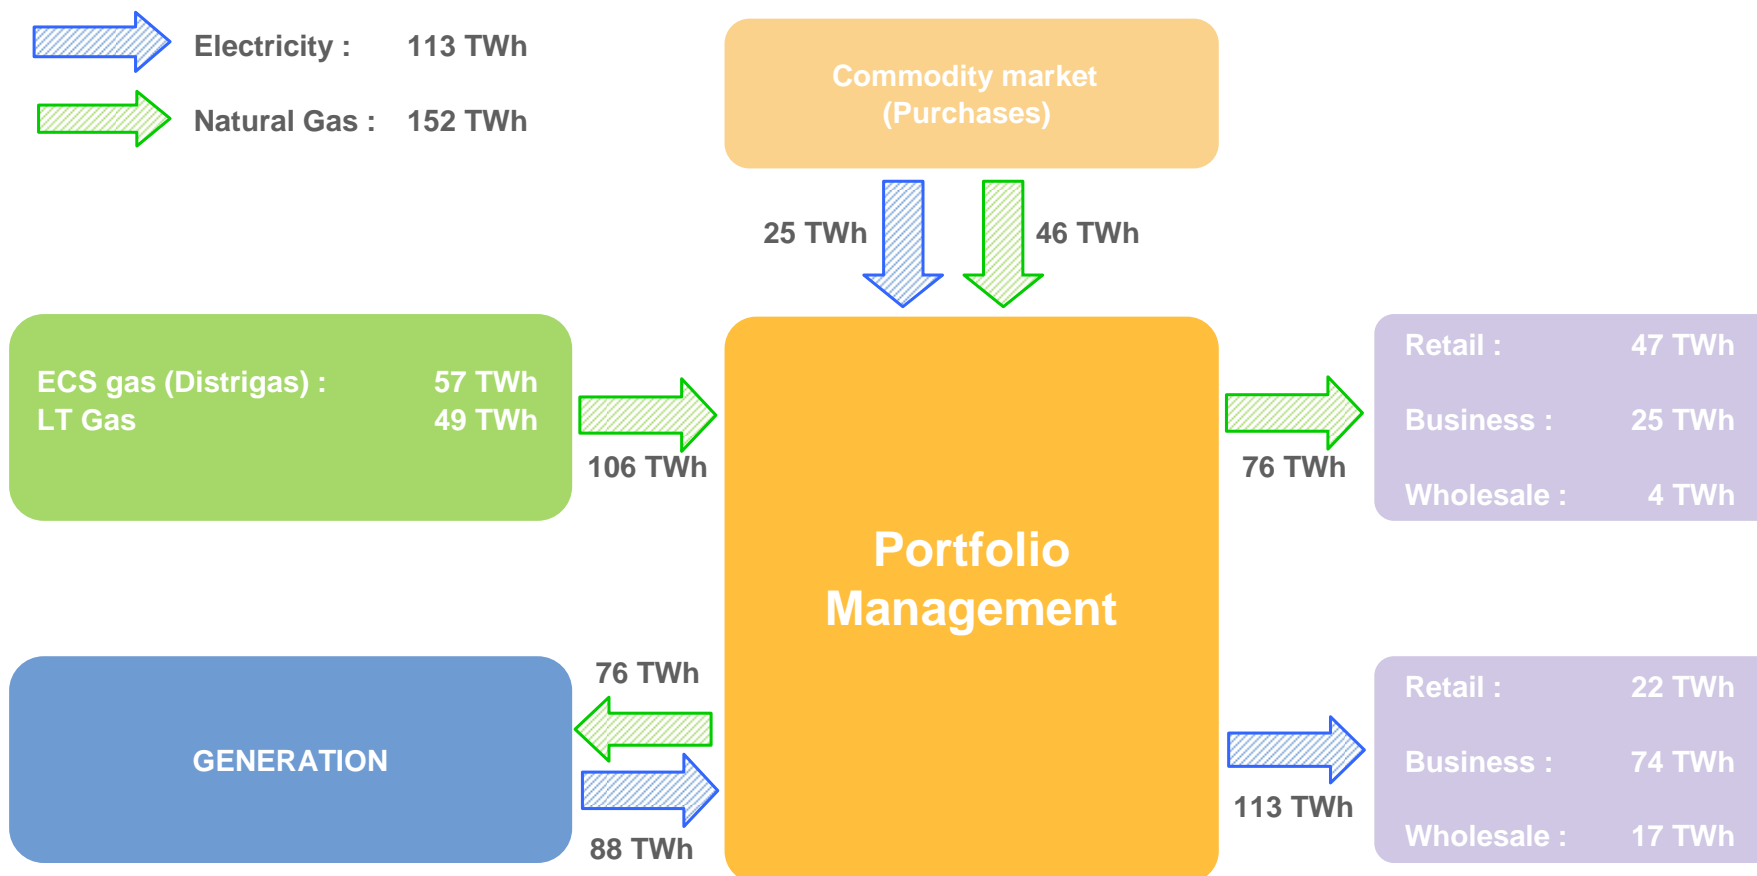 Electricity : 113 TWh
Natural Gas : 152 TWh
Commodity market
(Purchases)
25 TWh
46 TWh
ECS gas (Distrigas) : 57 TWh
LT Gas 49 TWh
106 TWh
Portfolio
Management
76 TWh
Retail : 47 TWh
Business : 25 TWh
Wholesale : 4 TWh
GENERATION
76 TWh
88 TWh
113 TWh
Retail : 22 TWh
Business : 74 TWh
Wholesale : 17 TWh